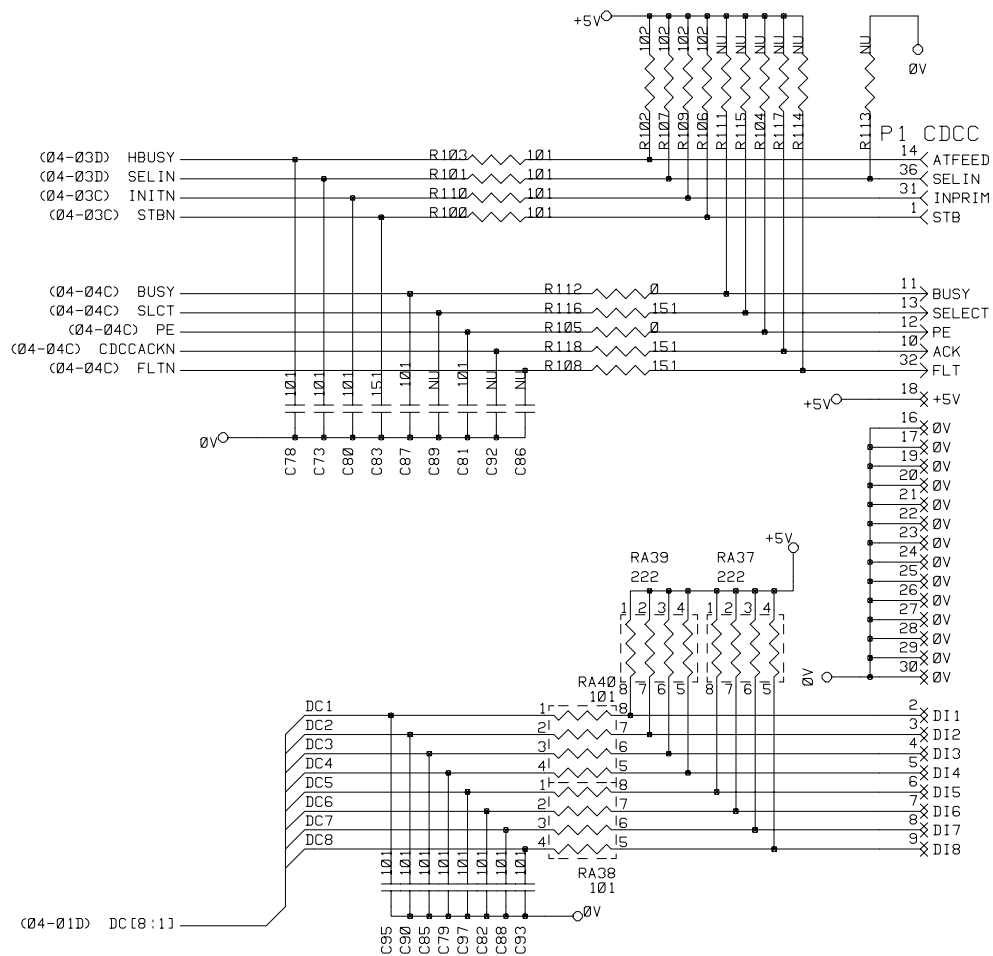 +5V
102 102 102 102 NU NU NU NU NU NU
0V
R102 R107 R109 R106 R111 R115 R104 R117 R114 R113
P1 CDCC
(04-03D) HBUSY R103 101 14 ATFEED
(04-03D) SELIN R101 101 36 SELIN
(04-03C) INITN R110 101 31 INPRIM
(04-03C) STBN R100 101 1 STB
(04-04C) BUSY R112 0 11 BUSY
(04-04C) SLCT R116 151 13 SELECT
(04-04C) PE R105 0 12 PE
(04-04C) CDCCACKN R118 151 10 ACK
(04-04C) FLTN R108 151 32 FLT
101 101 101 151 101 NU 101 NU NU
+5V 18 +5V
0V
C78 C73 C80 C83 C87 C89 C81 C92 C86
16 0V
17 0V
19 0V
20 0V
21 0V
22 0V
23 0V
24 0V
25 0V
26 0V
27 0V
28 0V
29 0V
30 0V
0V
+5V
RA39 RA37
222 222
1 2 3 4 1 2 3 4
8 7 6 5 8 7 6 5
RA40
101
DC1 1 8 2 DI1
DC2 2 7 3 DI2
DC3 3 6 4 DI3
DC4 4 5 5 DI4
DC5 1 8 6 DI5
DC6 2 7 7 DI6
DC7 3 6 8 DI7
DC8 4 5 9 DI8
101 101 101 101 101 101 101 101
RA38
101
0V
(04-01D) DC[8:1]
C95 C90 C85 C79 C97 C82 C88 C93